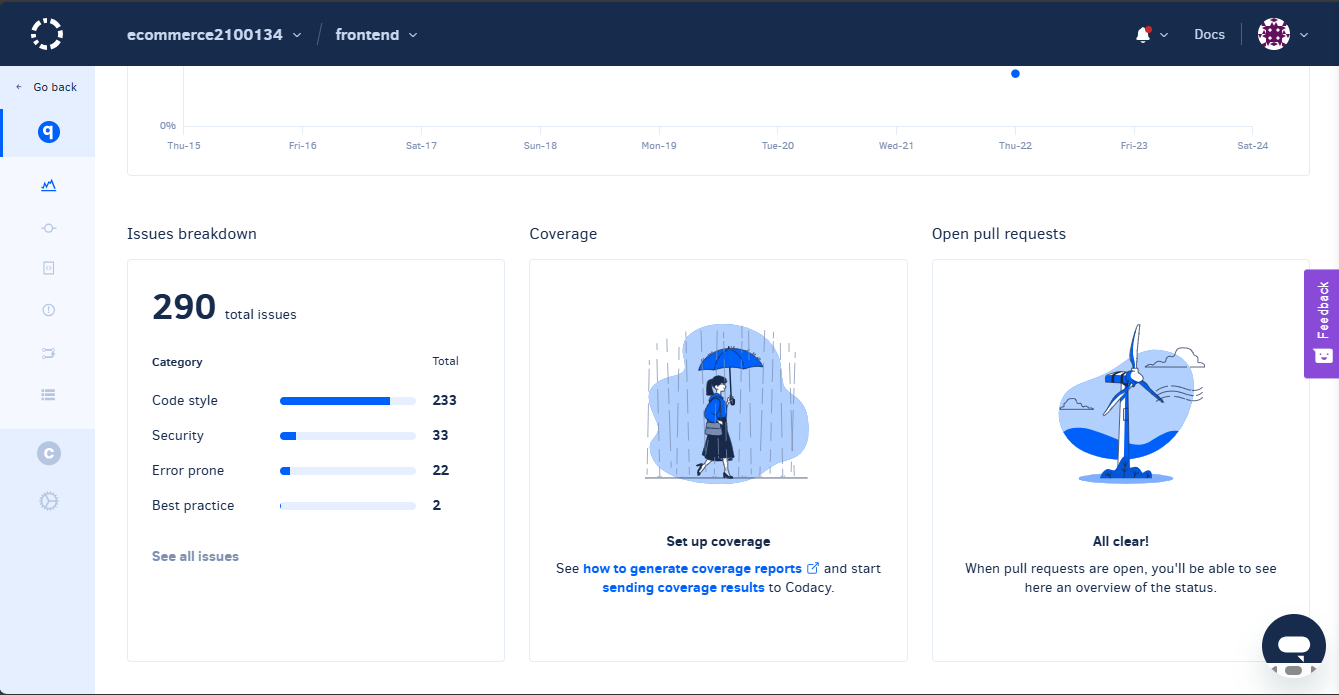 ecommerce2100134 frontend Docs
Go back
0%
Thu-15 Fri-16 Sat-17 Sun-18 Mon-19 Tue-20 Wed-21 Thu-22 Fri-23 Sat-24
Issues breakdown
290 total issues
Category Total
Code style 233
Security 33
Error prone 22
Best practice 2
See all issues
Coverage
Set up coverage
See how to generate coverage reports and start
sending coverage results to Codacy.
Open pull requests
All clear!
When pull requests are open, you'll be able to see
here an overview of the status.
Feedback
C